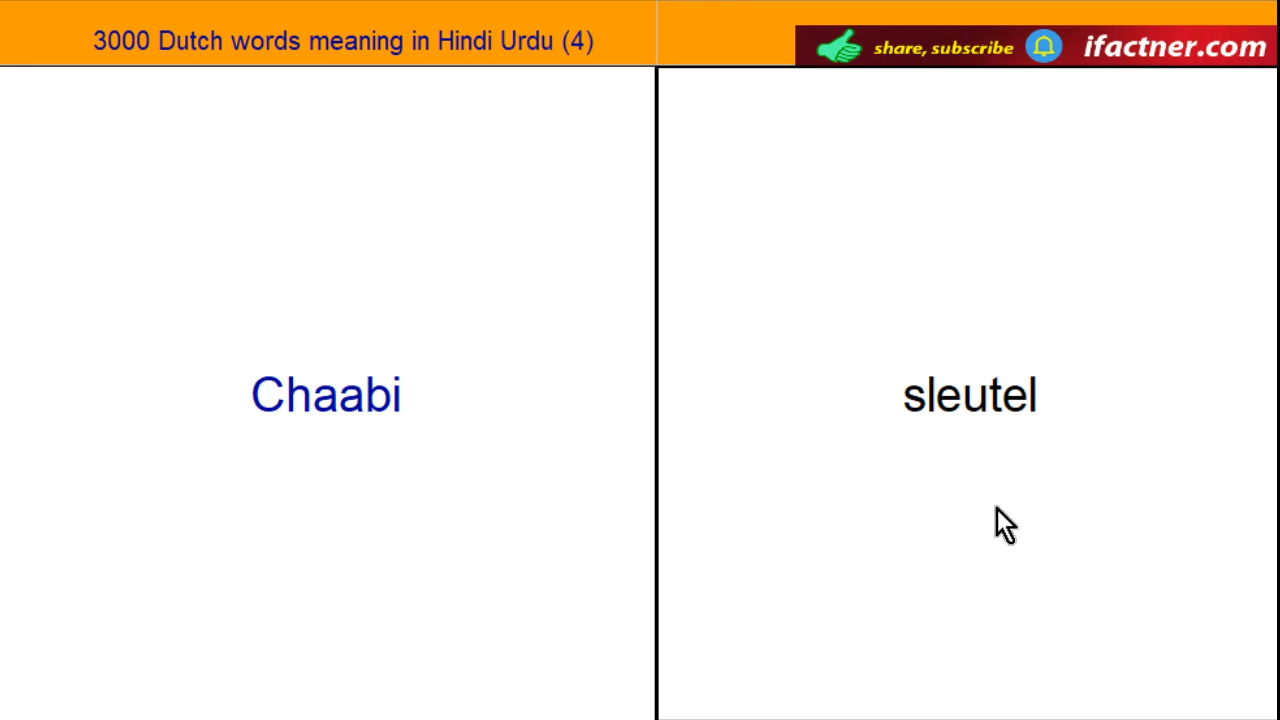 3000 Dutch words meaning in Hindi Urdu (4)
share, subscribe
ifactner.com
Chaabi
sleutel